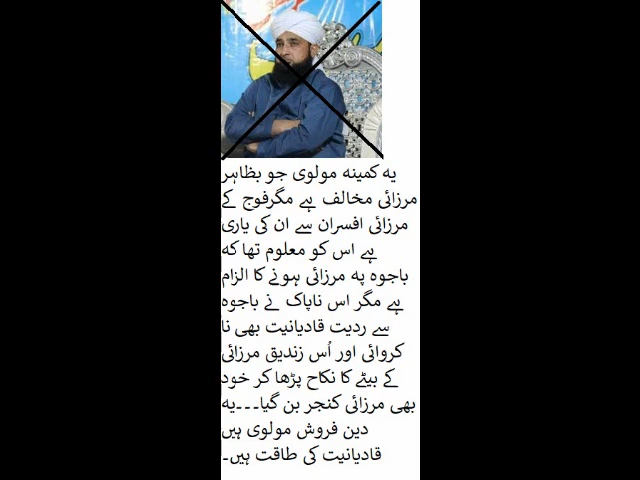 یہ کمینہ مولوی جو بظاہر
مرزائی مخالف ہے مگرفوج کے
مرزائی افسران سے ان کی یاری
ہے اس کو معلوم تھا کہ
باجوہ پہ مرزائی ہونے کا الزام
ہے مگر اس ناپاک نے باجوہ
سے ردیت قادیانیت بھی نا
کروائی اور اُس زندیق مرزائی
کے بیٹے کا نکاح پڑھا کر خود
بھی مرزائی کنجر بن گیا۔۔۔یہ
دین فروش مولوی ہیں
قادیانیت کی طاقت ہیں۔